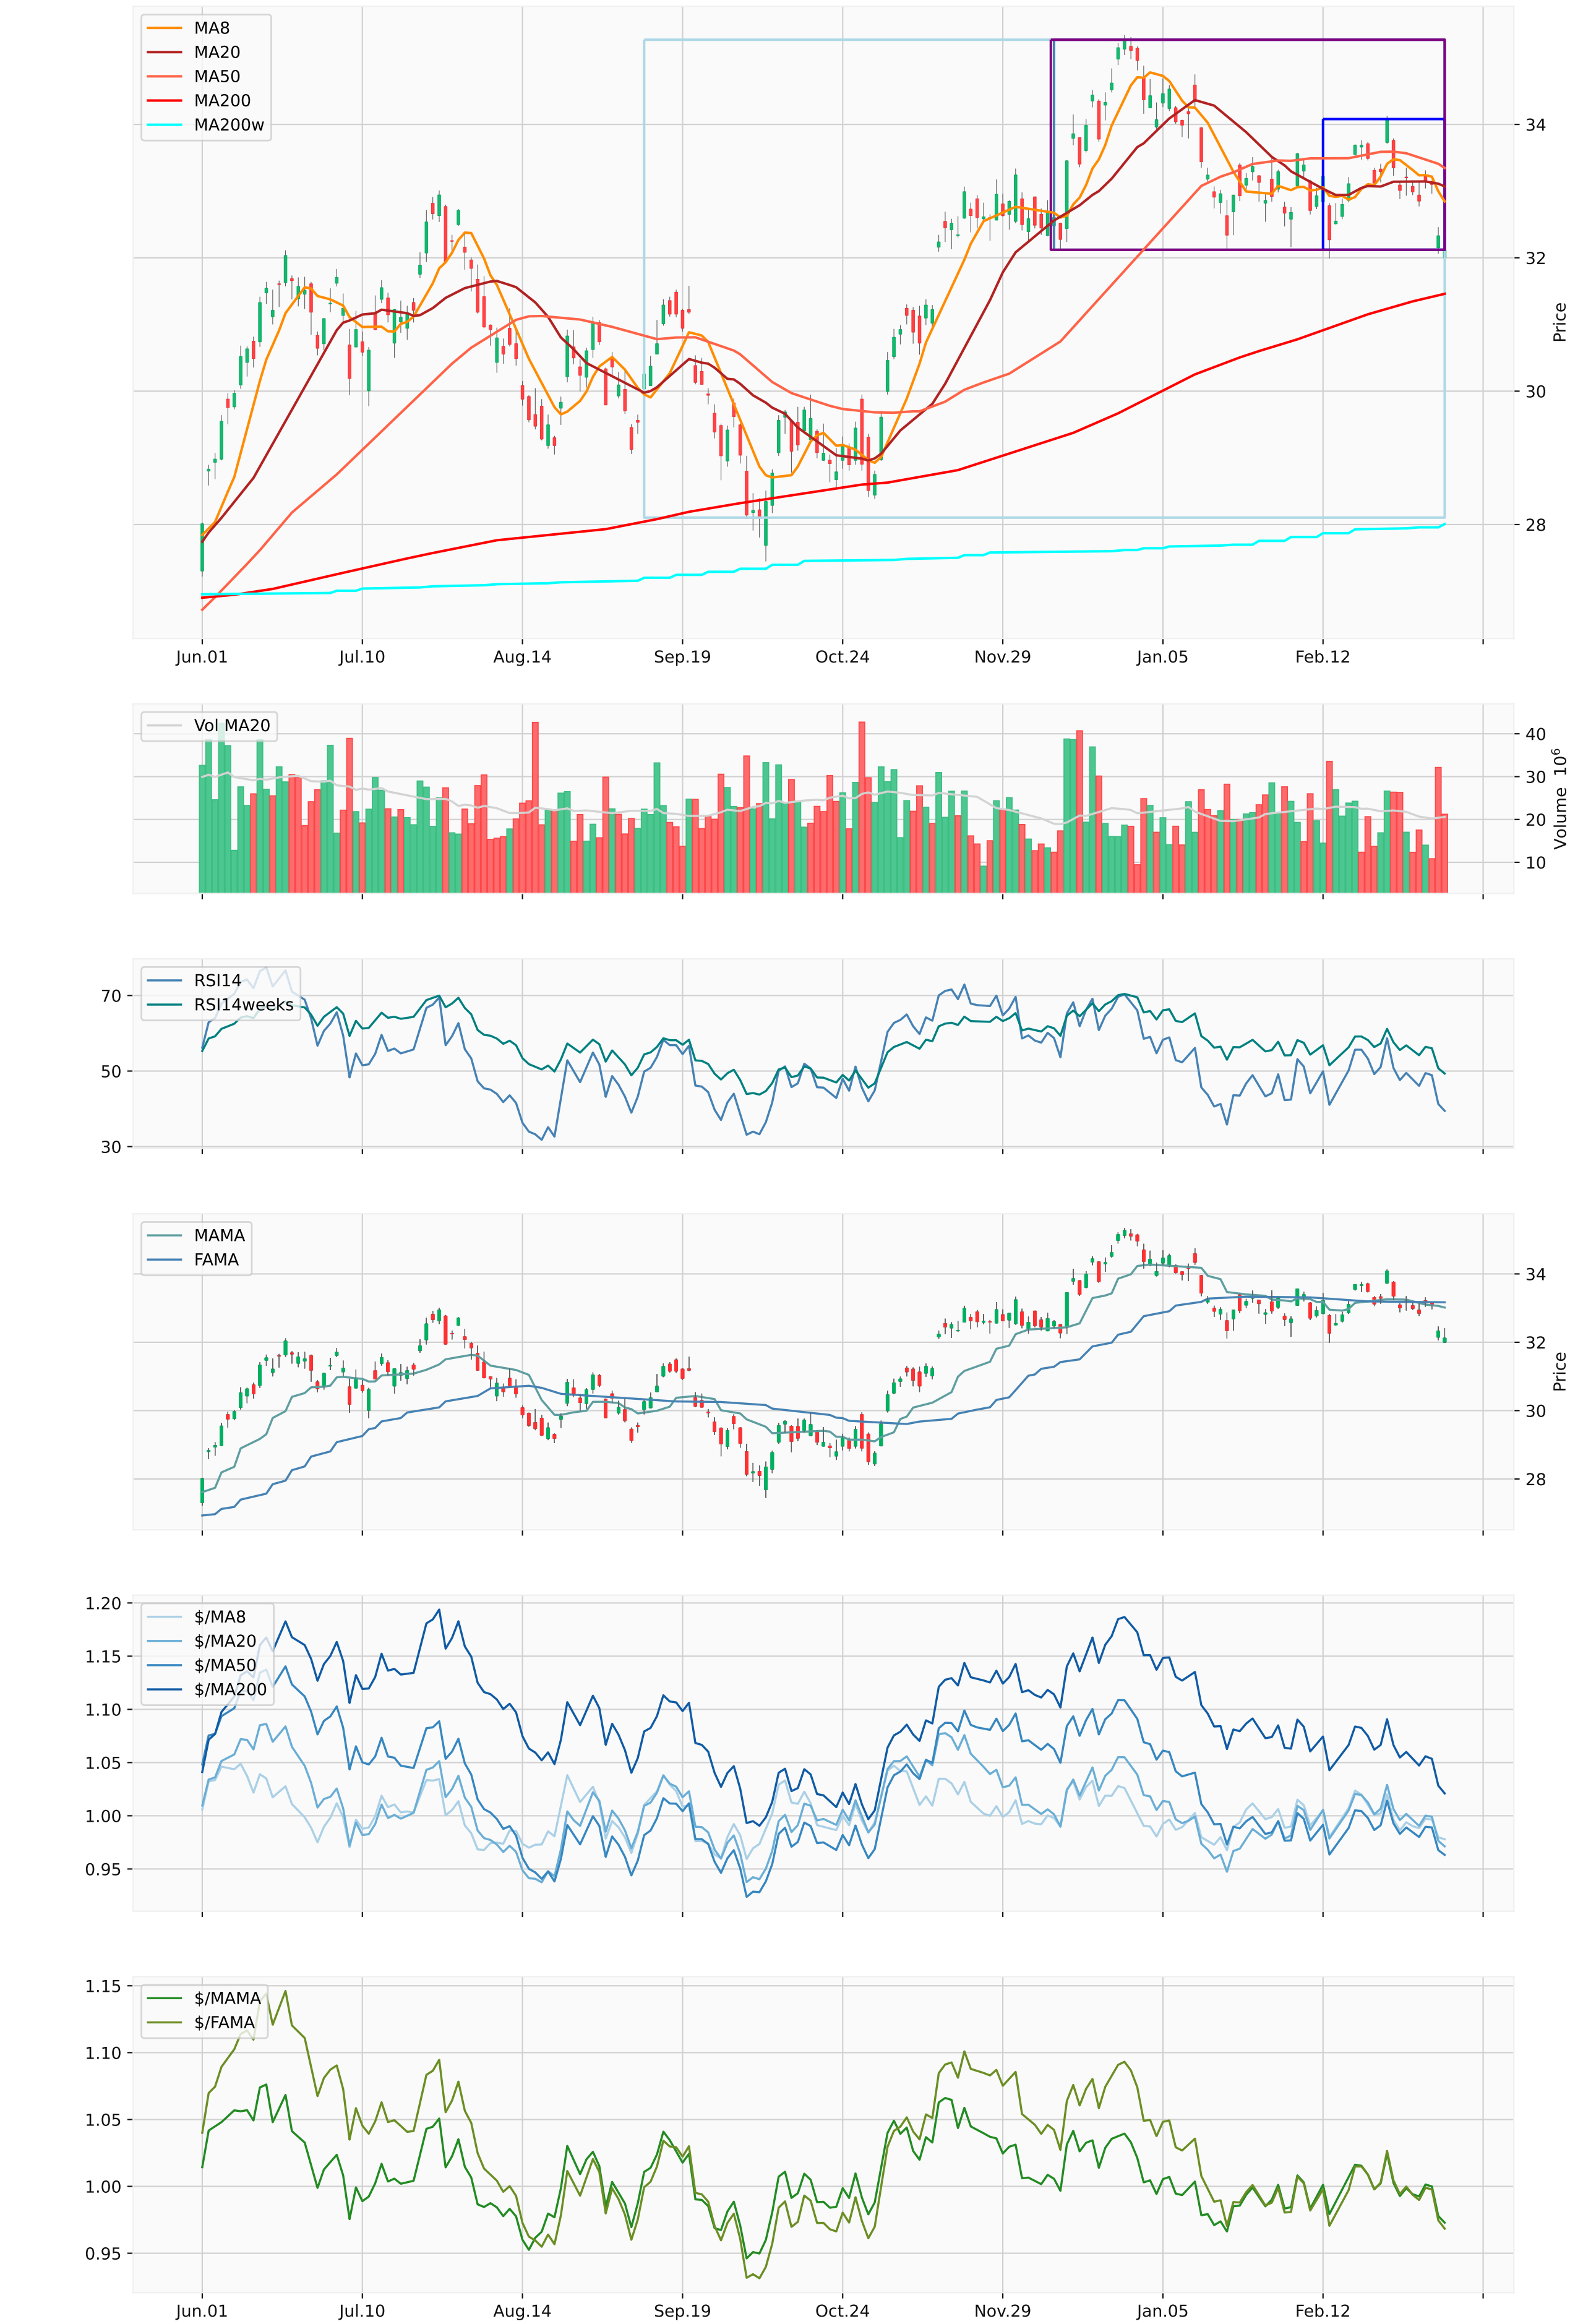 MA8
MA20
MA50
MA200
MA200w
34
32
30
28
Price
Jun.01 Jul.10 Aug.14 Sep.19 Oct.24 Nov.29 Jan.05 Feb.12
Vol MA20
40
30
20
10
Volume 10⁶
RSI14
RSI14weeks
70
50
30
MAMA
FAMA
34
32
30
28
Price
$/MA8
$/MA20
$/MA50
$/MA200
1.20
1.15
1.10
1.05
1.00
0.95
$/MAMA
$/FAMA
1.15
1.10
1.05
1.00
0.95
Jun.01 Jul.10 Aug.14 Sep.19 Oct.24 Nov.29 Jan.05 Feb.12